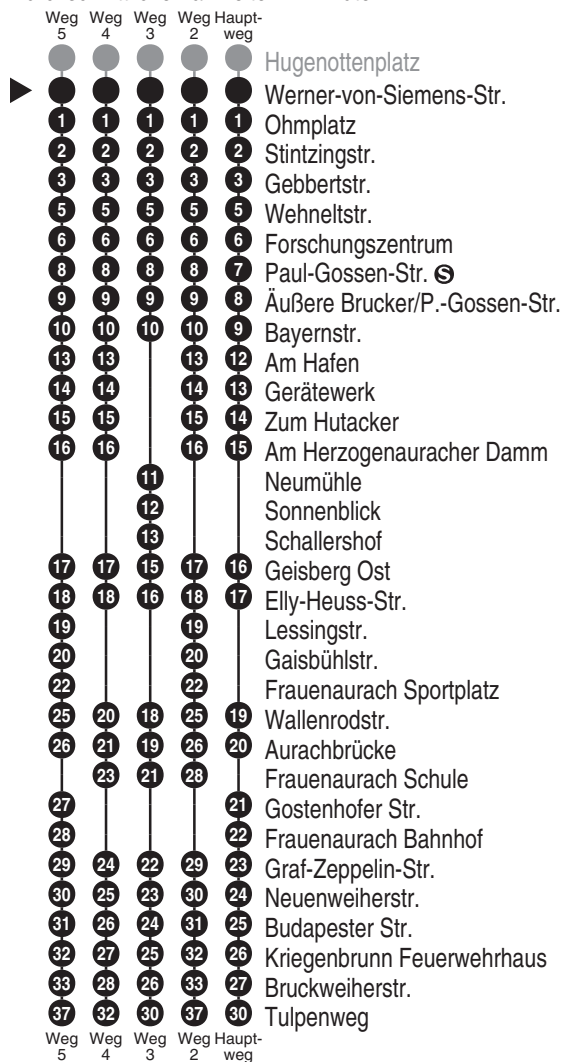 Weg Weg Weg Weg Haupt-
5 4 3 2 weg
Hugenottenplatz
Werner-von-Siemens-Str.
1 1 1 1 1 Ohmplatz
2 2 2 2 2 Stintzingstr.
3 3 3 3 3 Gebbertstr.
5 5 5 5 5 Wehneltstr.
6 6 6 6 6 Forschungszentrum
8 8 8 8 7 Paul-Gossen-Str. S
9 9 9 9 8 Äußere Brucker/P.-Gossen-Str.
10 10 10 10 9 Bayernstr.
13 13 13 12 Am Hafen
14 14 14 13 Gerätewerk
15 15 15 14 Zum Hutacker
16 16 16 15 Am Herzogenauracher Damm
11 Neumühle
12 Sonnenblick
13 Schallershof
17 17 15 17 16 Geisberg Ost
18 18 16 18 17 Elly-Heuss-Str.
19 19 Lessingstr.
20 20 Gaisbühlstr.
22 22 Frauenaurach Sportplatz
25 20 18 25 19 Wallenrodstr.
26 21 19 26 20 Aurachbrücke
23 21 28 Frauenaurach Schule
27 21 Gostenhofer Str.
28 22 Frauenaurach Bahnhof
29 24 22 29 23 Graf-Zeppelin-Str.
30 25 23 30 24 Neuenweiherstr.
31 26 24 31 25 Budapester Str.
32 27 25 32 26 Kriegenbrunn Feuerwehrhaus
33 28 26 33 27 Bruckweiherstr.
37 32 30 37 30 Tulpenweg
Weg Weg Weg Weg Haupt-
5 4 3 2 weg